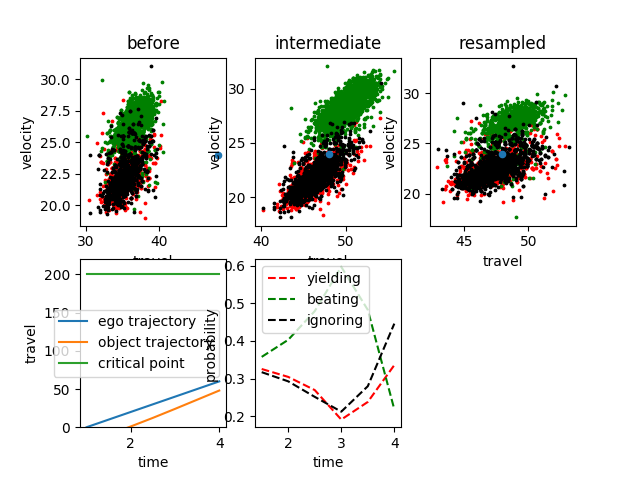 before
intermediate
resampled
30.0
27.5
25.0
22.5
20.0
velocity
30
40
30
25
20
velocity
40
50
travel
30
25
20
velocity
45
50
travel
200
150
100
50
0
travel
ego trajectory
object trajectory
critical point
2
4
time
0.6
0.5
0.4
0.3
0.2
probability
yielding
beating
ignoring
2
3
4
time